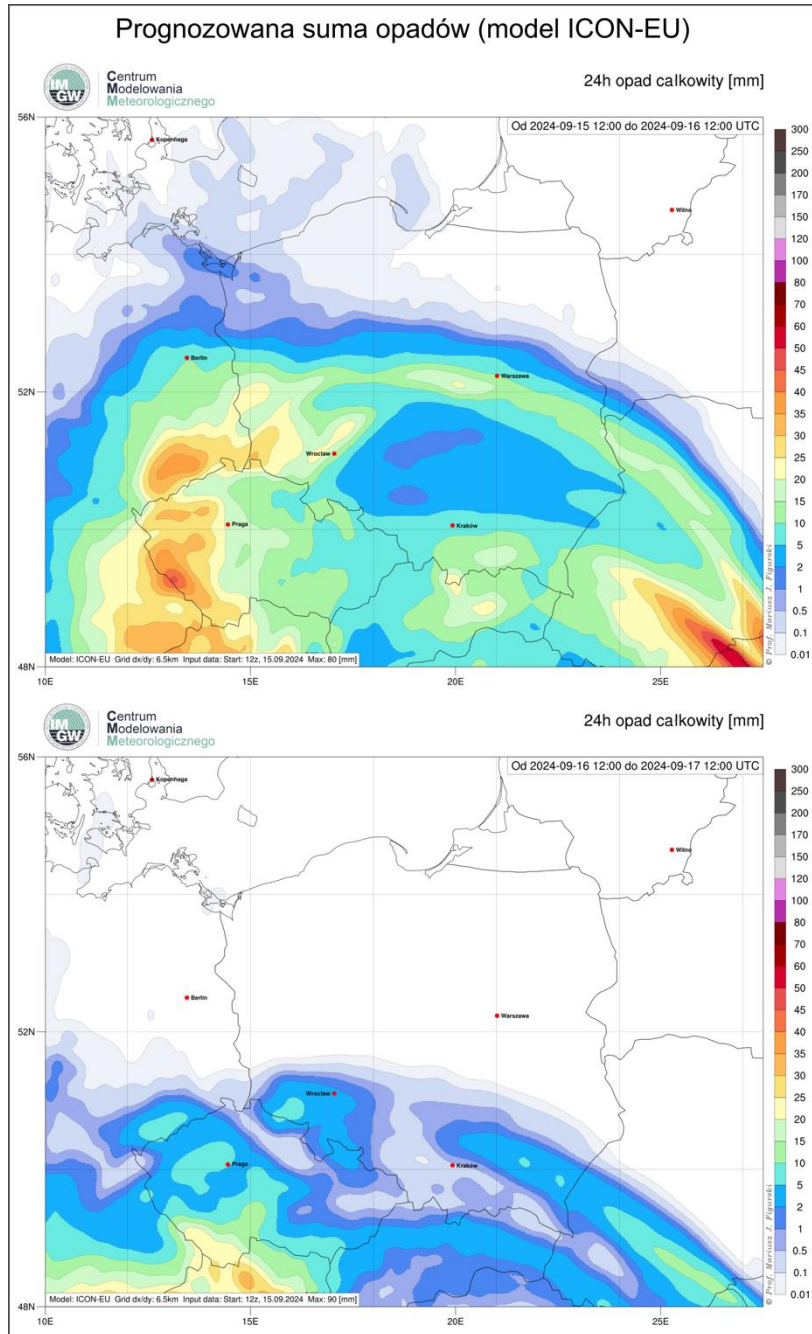 Prognozowana suma opadów (model ICON-EU)
IM
GW
Centrum
Modelowania
Meteorologicznego
24h opad calkowity [mm]
56N
Od 2024-09-15 12:00 do 2024-09-16 12:00 UTC
Kopenhaga
Wilno
Berlin
Warszawa
52N
Wrocław
Praga
Kraków
48N
Model: ICON-EU Grid dx/dy: 6.5km Input data: Start: 12z, 15.09.2024 Max: 80 [mm]
© Prof. Mariusz J. Figurski
10E
15E
20E
25E
300
250
200
150
120
100
80
70
60
50
45
40
35
30
25
20
15
10
5
2
1
0.5
0.1
0.01
IM
GW
Centrum
Modelowania
Meteorologicznego
24h opad calkowity [mm]
56N
Od 2024-09-16 12:00 do 2024-09-17 12:00 UTC
Kopenhaga
Wilno
Berlin
Warszawa
52N
Wrocław
Praga
Kraków
48N
Model: ICON-EU Grid dx/dy: 6.5km Input data: Start: 12z, 15.09.2024 Max: 90 [mm]
© Prof. Mariusz J. Figurski
10E
15E
20E
25E
300
250
200
150
120
100
80
70
60
50
45
40
35
30
25
20
15
10
5
2
1
0.5
0.1
0.01